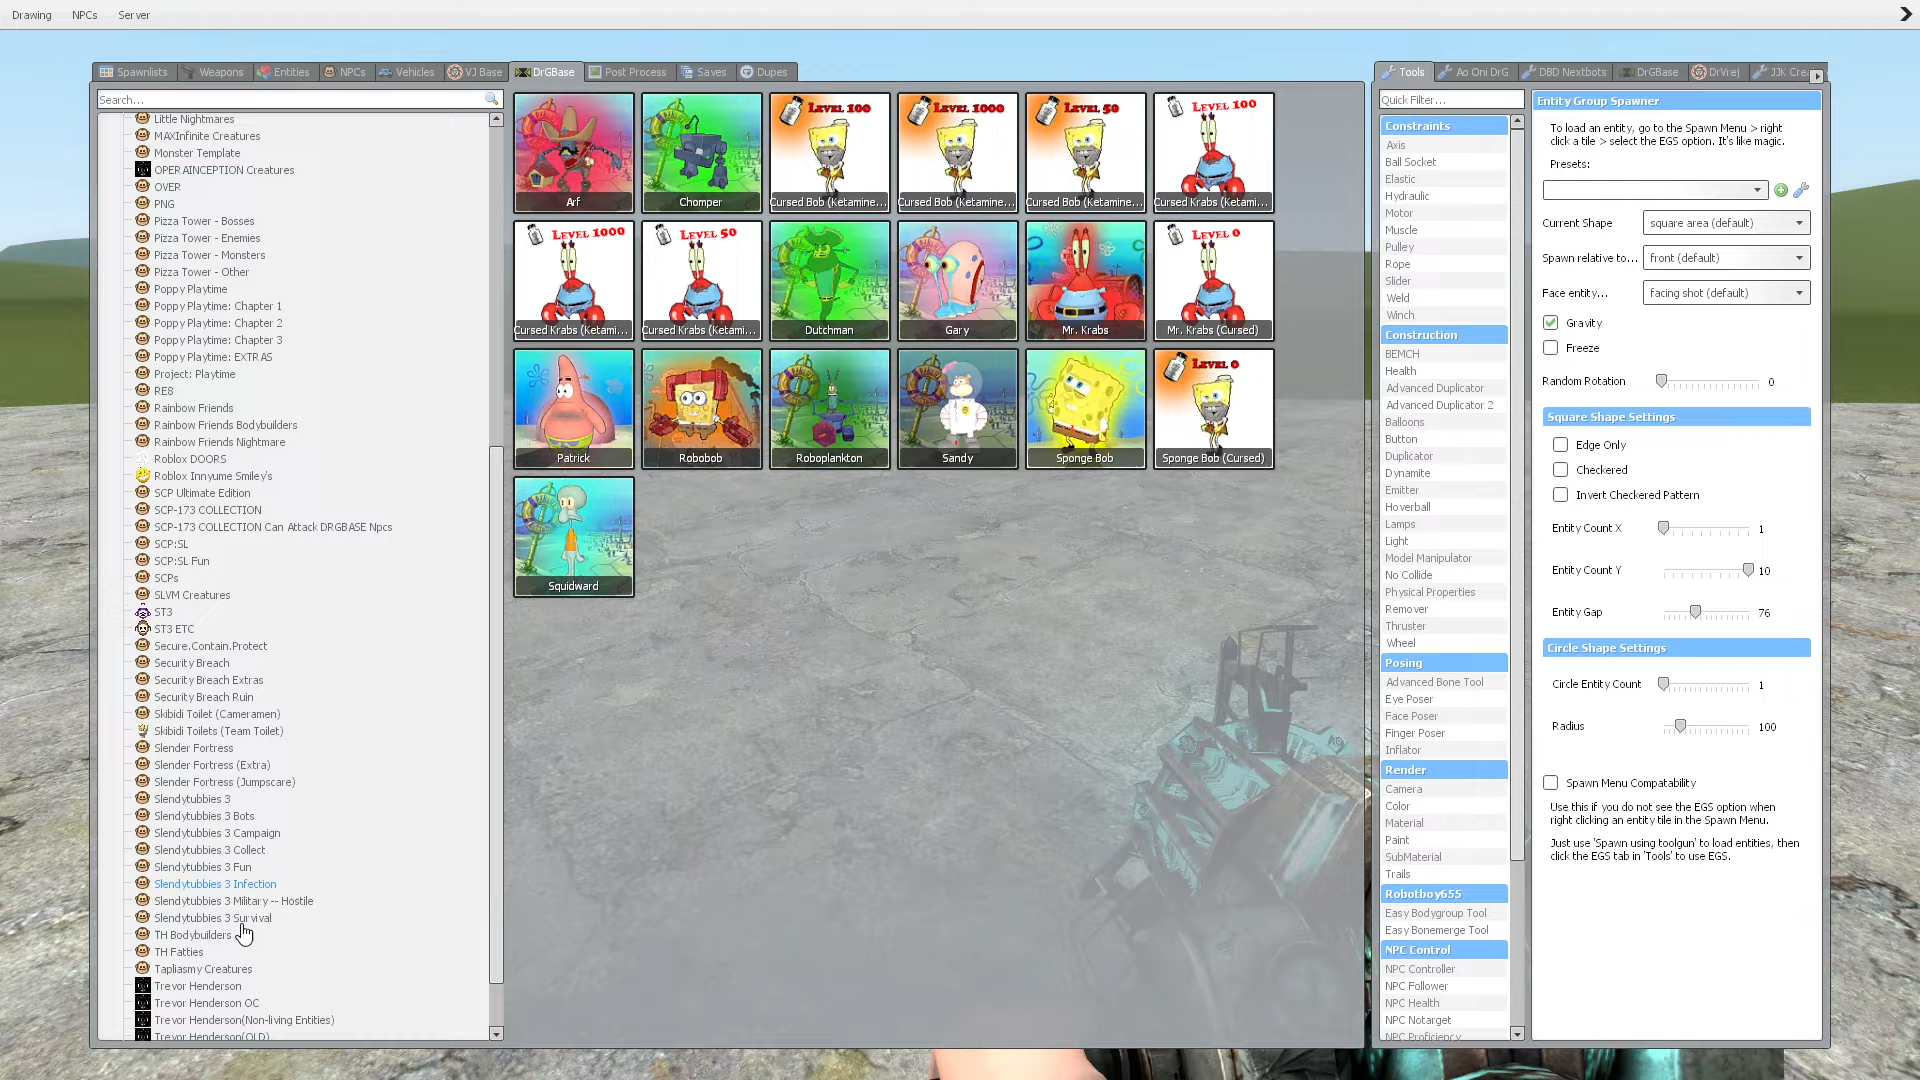 Drawing NPCs Server
Spawnlists Weapons Entities NPCs Vehicles VJ Base DrGBase Post Process Saves Dupes
Search...
Little Nightmares
MAXInfinite Creatures
Monster Template
OPERAINCEPTION Creatures
OVER
PNG
Pizza Tower - Bosses
Pizza Tower - Enemies
Pizza Tower - Monsters
Pizza Tower - Other
Poppy Playtime
Poppy Playtime: Chapter 1
Poppy Playtime: Chapter 2
Poppy Playtime: Chapter 3
Poppy Playtime: EXTRAS
Project: Playtime
RE8
Rainbow Friends
Rainbow Friends Bodybuilders
Rainbow Friends Nightmare
Roblox DOORS
Roblox Innyume Smiley's
SCP Ultimate Edition
SCP-173 COLLECTION
SCP-173 COLLECTION Can Attack DRGBASE Npcs
SCP:SL
SCP:SL Fun
SCPs
SLVM Creatures
ST3
ST3 ETC
Secure.Contain.Protect
Security Breach
Security Breach Extras
Security Breach Ruin
Skibidi Toilet (Cameramen)
Skibidi Toilets (Team Toilet)
Slender Fortress
Slender Fortress (Extra)
Slender Fortress (Jumpscare)
Slendytubbies 3
Slendytubbies 3 Bots
Slendytubbies 3 Campaign
Slendytubbies 3 Collect
Slendytubbies 3 Fun
Slendytubbies 3 Infection
Slendytubbies 3 Military -- Hostile
Slendytubbies 3 Survival
TH Bodybuilders
TH Fatties
Tapliasmy Creatures
Trevor Henderson
Trevor Henderson OC
Trevor Henderson(Non-living Entities)
Trevor Henderson(OLD)
LEVEL 100 LEVEL 1000 LEVEL 50 LEVEL 100
Arf Chomper Cursed Bob (Ketamine... Cursed Bob (Ketamine... Cursed Bob (Ketamine... Cursed Krabs (Ketami...
LEVEL 1000 LEVEL 50 LEVEL 0
Cursed Krabs (Ketami... Cursed Krabs (Ketami... Dutchman Gary Mr. Krabs Mr. Krabs (Cursed)
LEVEL 0
Patrick Robobob Roboplankton Sandy Sponge Bob Sponge Bob (Cursed)
Squidward
Tools Ao Oni DrG DBD Nextbots DrGBase DrVrej JJK Crea
Quick Filter...
Constraints
Axis
Ball Socket
Elastic
Hydraulic
Motor
Muscle
Pulley
Rope
Slider
Weld
Winch
Construction
BEMCH
Health
Advanced Duplicator
Advanced Duplicator 2
Balloons
Button
Duplicator
Dynamite
Emitter
Hoverball
Lamps
Light
Model Manipulator
No Collide
Physical Properties
Remover
Thruster
Wheel
Posing
Advanced Bone Tool
Eye Poser
Face Poser
Finger Poser
Inflator
Render
Camera
Color
Material
Paint
SubMaterial
Trails
Robotboy655
Easy Bodygroup Tool
Easy Bonemerge Tool
NPC Control
NPC Controller
NPC Follower
NPC Health
NPC Notarget
NPC Proficiency
Entity Group Spawner
To load an entity, go to the Spawn Menu > right
click a tile > select the EGS option. It's like magic.
Presets:
Current Shape square area (default)
Spawn relative to... front (default)
Face entity... facing shot (default)
Gravity
Freeze
Random Rotation 0
Square Shape Settings
Edge Only
Checkered
Invert Checkered Pattern
Entity Count X 1
Entity Count Y 10
Entity Gap 76
Circle Shape Settings
Circle Entity Count 1
Radius 100
Spawn Menu Compatability
Use this if you do not see the EGS option when
right clicking an entity tile in the Spawn Menu.
Just use 'Spawn using toolgun' to load entities, then
click the EGS tab in 'Tools' to use EGS.